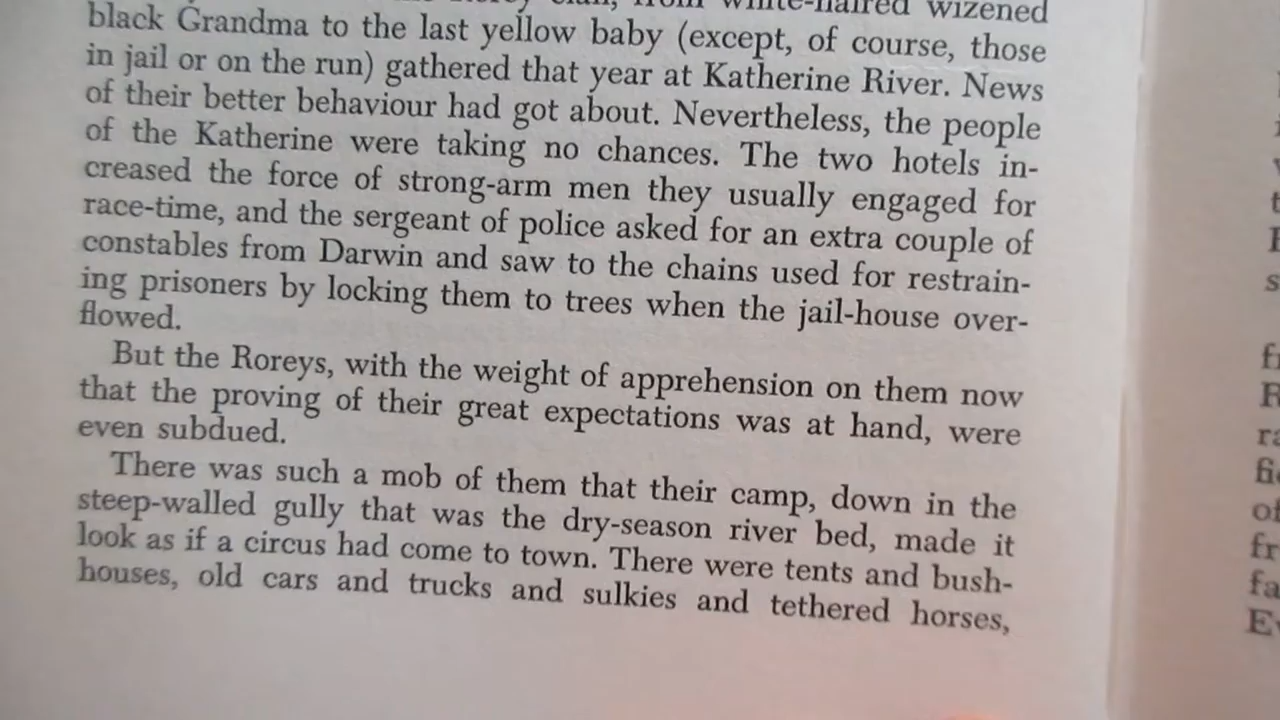 clan, from white-haired wizened
black Grandma to the last yellow baby (except, of course, those
in jail or on the run) gathered that year at Katherine River. News
of their better behaviour had got about. Nevertheless, the people
of the Katherine were taking no chances. The two hotels in-
creased the force of strong-arm men they usually engaged for
race-time, and the sergeant of police asked for an extra couple of
constables from Darwin and saw to the chains used for restrain-
ing prisoners by locking them to trees when the jail-house over-
flowed.
But the Roreys, with the weight of apprehension on them now
that the proving of their great expectations was at hand, were
even subdued.
There was such a mob of them that their camp, down in the
steep-walled gully that was the dry-season river bed, made it
look as if a circus had come to town. There were tents and bush-
houses, old cars and trucks and sulkies and tethered horses,